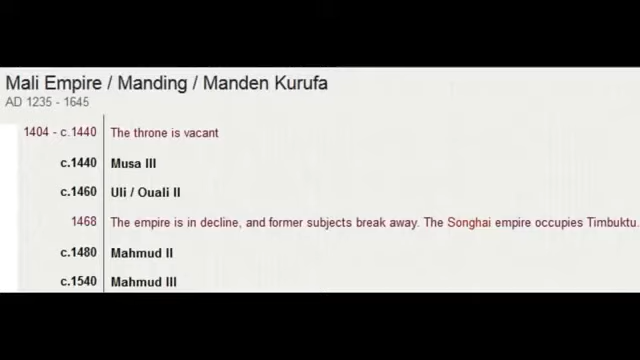 Mali Empire / Manding / Manden Kurufa
AD 1235 - 1645
1404 - c.1440 The throne is vacant
c.1440 Musa III
c.1460 Uli / Ouali II
1468 The empire is in decline, and former subjects break away. The Songhai empire occupies Timbuktu.
c.1480 Mahmud II
c.1540 Mahmud III